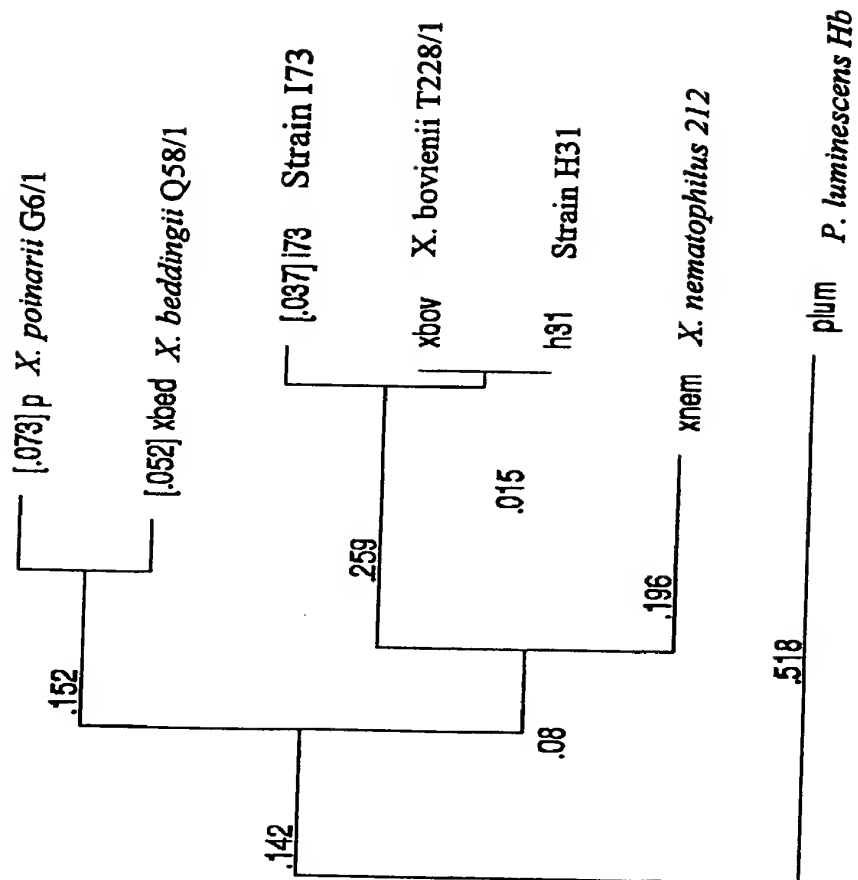 [.073] p X. poinarii G6/1
.152
[.052] xbed X. beddingii Q58/1
.142
[.037] i73 Strain I73
.259
xbov X. bovienii T228/1
.015
h31 Strain H31
.08
.196
xnem X. nematophilus 212
.518
plum P. luminescens Hb